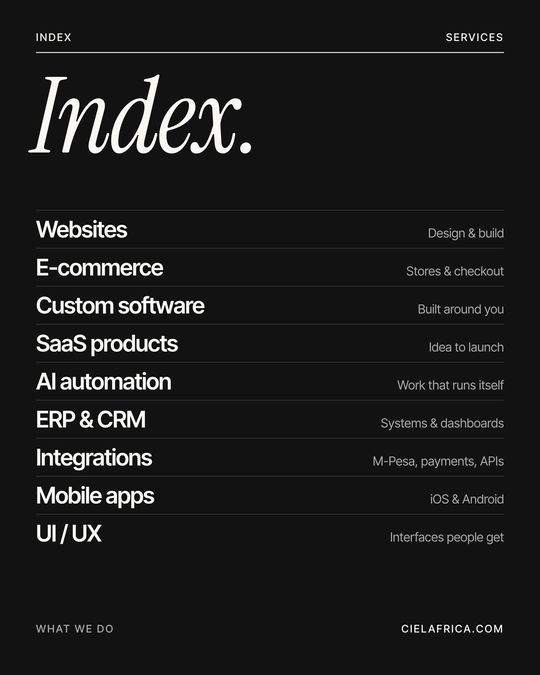 INDEX SERVICES
Index.
Websites Design & build
E-commerce Stores & checkout
Custom software Built around you
SaaS products Idea to launch
AI automation Work that runs itself
ERP & CRM Systems & dashboards
Integrations M-Pesa, payments, APIs
Mobile apps iOS & Android
UI / UX Interfaces people get
WHAT WE DO CIELAFRICA.COM